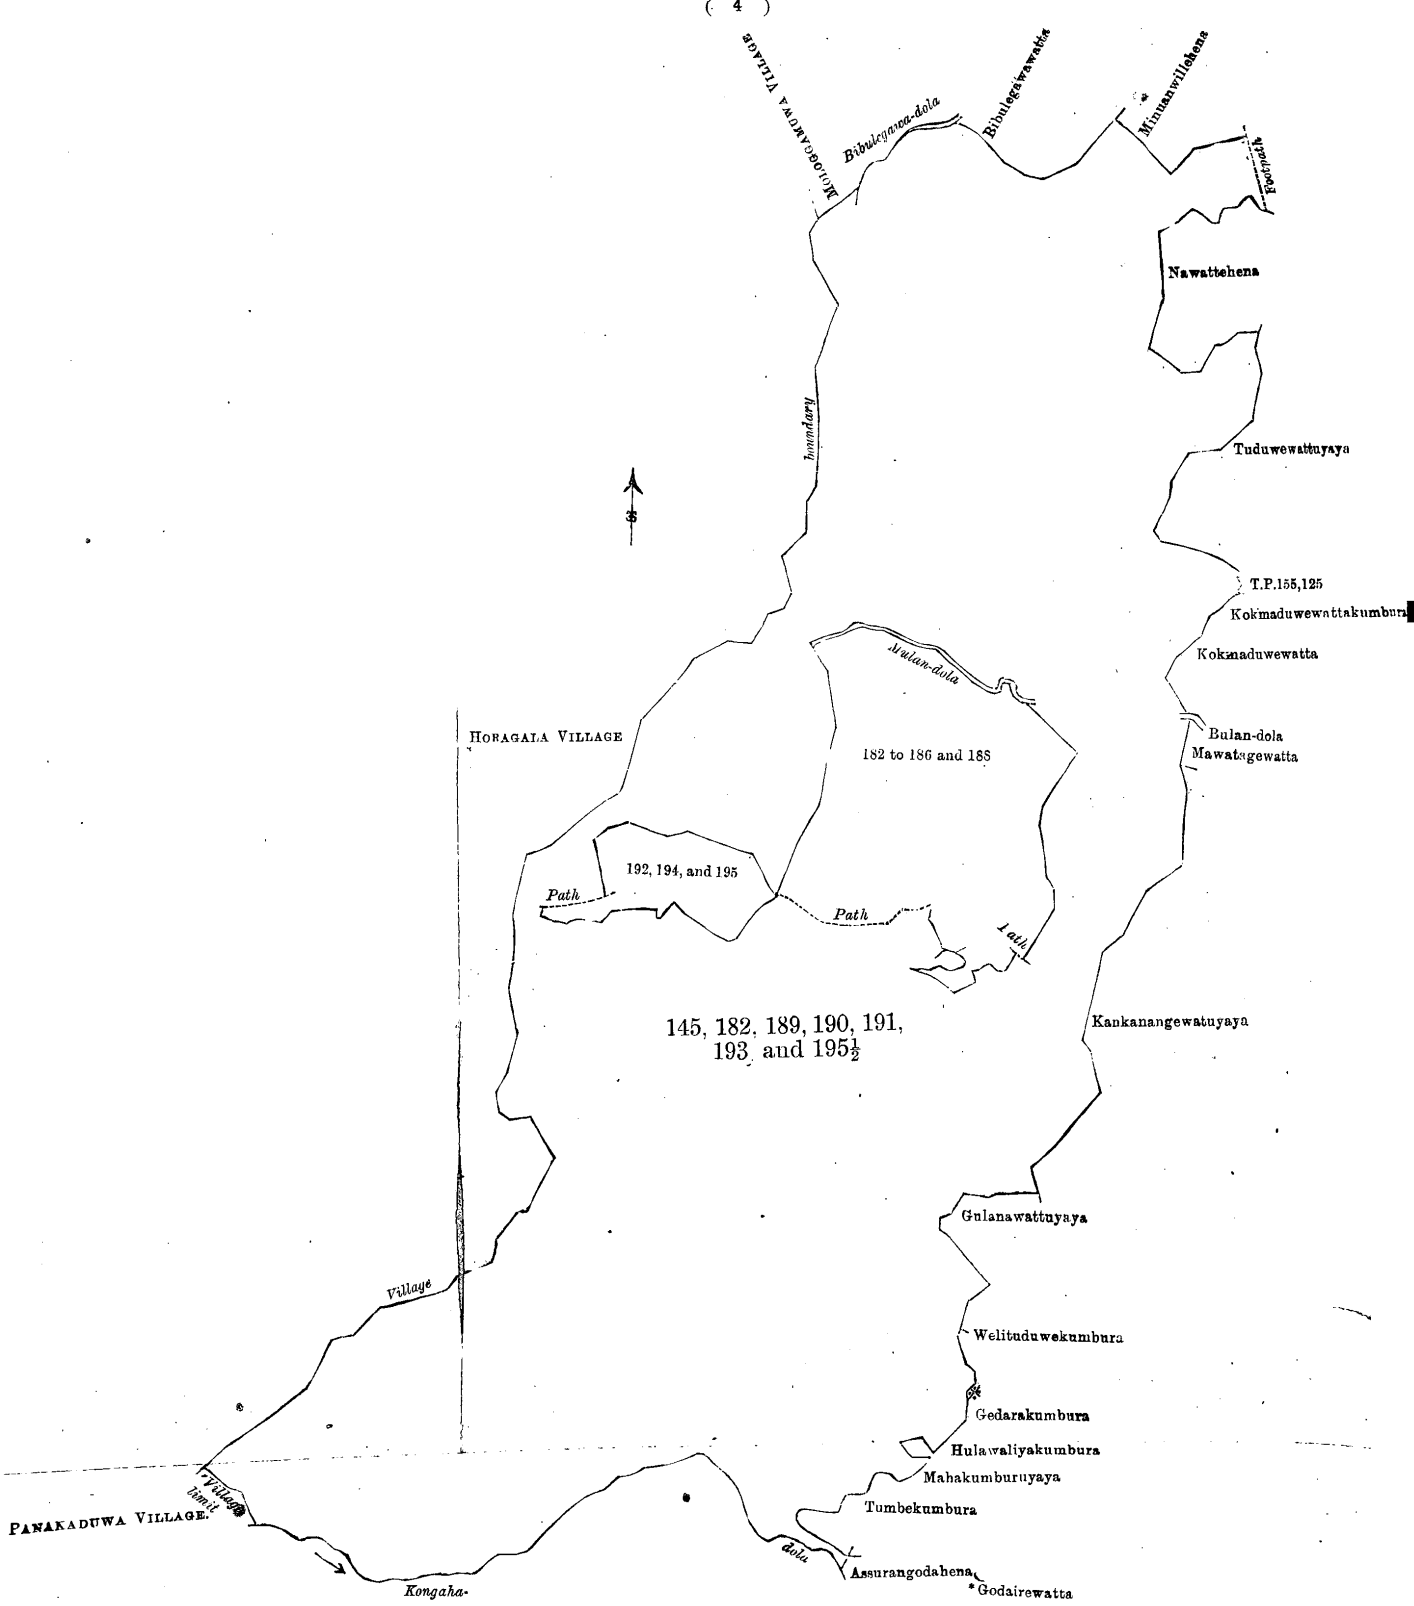 ( 4 )
MOLOGGAMUWA VILLAGE
Bibulegawa-dola
Bibulegawawatta
Minuanwillehena
Footpath
Nawattehena
boundary
Tuduwewattuyaya
T.P.155,125
Kokmaduwewattakumbura
Kokmaduwewatta
Mulan-dola
Bulan-dola
HORAGALA VILLAGE
182 to 186 and 188
Mawatagewatta
192, 194, and 195
Path
Path
Path
145, 182, 189, 190, 191,
193, and 195½
Kankanangewatuyaya
Gulanawattuyaya
Village
Welituduwekumbura
Gedarakumbura
Hulawaliyakumbura
Mahakumburuyaya
Village
limit
Tumbekumbura
PANAKADUWA VILLAGE.
dola
Assurangodahena
Kongaha-
*Godairewatta